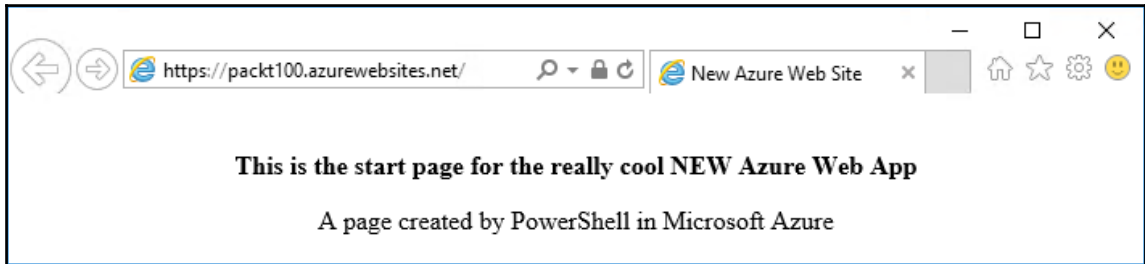 https://packt100.azurewebsites.net/
New Azure Web Site
This is the start page for the really cool NEW Azure Web App
A page created by PowerShell in Microsoft Azure